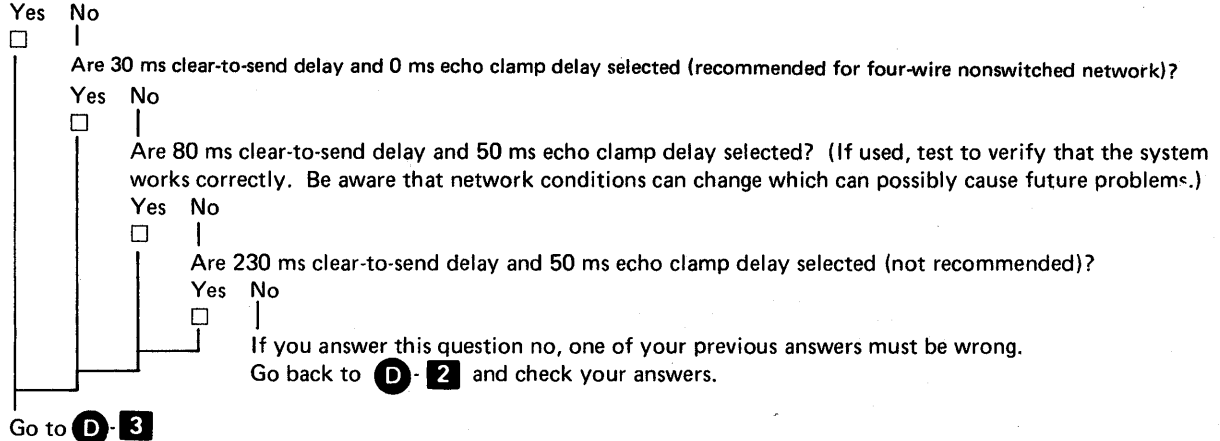 Yes No
Are 30 ms clear-to-send delay and 0 ms echo clamp delay selected (recommended for four-wire nonswitched network)?
Yes No
Are 80 ms clear-to-send delay and 50 ms echo clamp delay selected? (If used, test to verify that the system
works correctly. Be aware that network conditions can change which can possibly cause future problems.)
Yes No
Are 230 ms clear-to-send delay and 50 ms echo clamp delay selected (not recommended)?
Yes No
If you answer this question no, one of your previous answers must be wrong.
Go back to D - 2 and check your answers.
Go to D - 3